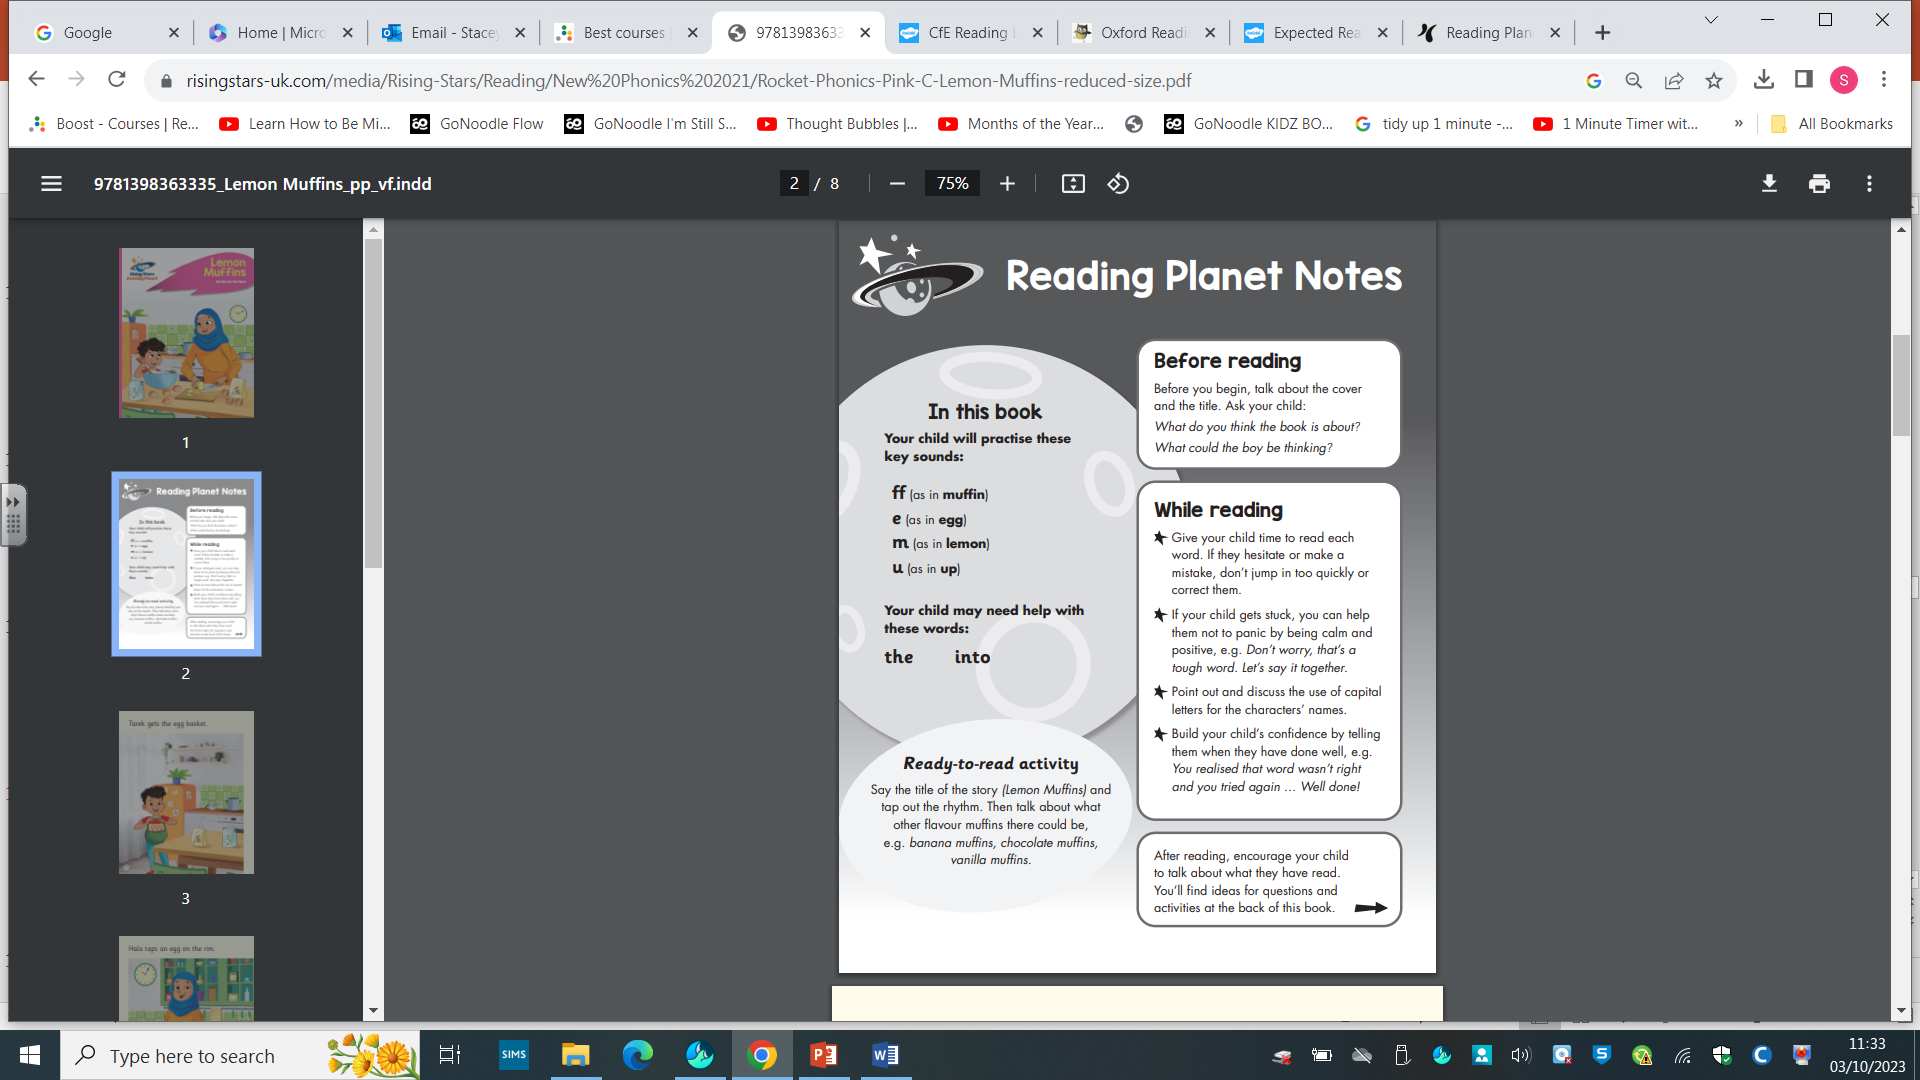 Google
Home | Micro
Email - Stacey
Best courses
97813983633
CfE Reading
Oxford Readi
Expected Rea
Reading Plan
risingstars-uk.com/media/Rising-Stars/Reading/New%20Phonics%202021/Rocket-Phonics-Pink-C-Lemon-Muffins-reduced-size.pdf
S
Boost - Courses | Re...
Learn How to Be Mi...
GoNoodle Flow
GoNoodle I'm Still S...
Thought Bubbles |...
Months of the Year...
GoNoodle KIDZ BO...
tidy up 1 minute -...
1 Minute Timer wit...
»
All Bookmarks
9781398363335_Lemon Muffins_pp_vf.indd
2 / 8
75%
Lemon
Muffins
1
Reading Planet Notes
2
Tarek gets the egg basket.
3
Hala taps an egg on the rim.
Reading Planet Notes
In this book
Your child will practise these
key sounds:
ff (as in muffin)
e (as in egg)
m (as in lemon)
u (as in up)
Your child may need help with
these words:
the into
Ready-to-read activity
Say the title of the story (Lemon Muffins) and
tap out the rhythm. Then talk about what
other flavour muffins there could be,
e.g. banana muffins, chocolate muffins,
vanilla muffins.
Before reading
Before you begin, talk about the cover
and the title. Ask your child:
What do you think the book is about?
What could the boy be thinking?
While reading
Give your child time to read each
word. If they hesitate or make a
mistake, don't jump in too quickly or
correct them.
If your child gets stuck, you can help
them not to panic by being calm and
positive, e.g. Don't worry, that's a
tough word. Let's say it together.
Point out and discuss the use of capital
letters for the characters' names.
Build your child's confidence by telling
them when they have done well, e.g.
You realised that word wasn't right
and you tried again … Well done!
After reading, encourage your child
to talk about what they have read.
You'll find ideas for questions and
activities at the back of this book.
Type here to search
SIMS
11:33
03/10/2023